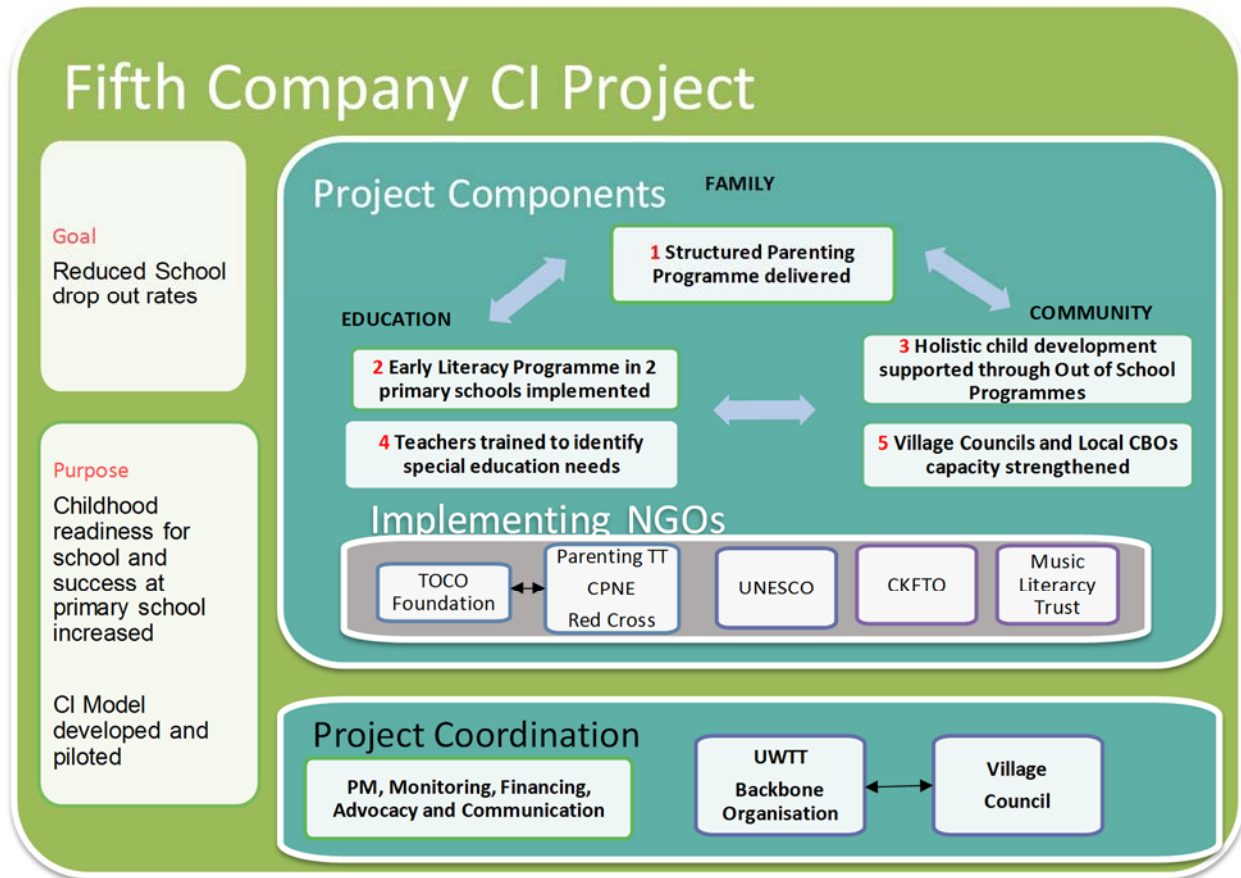 Fifth Company CI Project
Goal
Reduced School
drop out rates
Purpose
Childhood
readiness for
school and
success at
primary school
increased
CI Model
developed and
piloted
Project Components
FAMILY
1 Structured Parenting
Programme delivered
EDUCATION
2 Early Literacy Programme in 2
primary schools implemented
4 Teachers trained to identify
special education needs
COMMUNITY
3 Holistic child development
supported through Out of School
Programmes
5 Village Councils and Local CBOs
capacity strengthened
Implementing NGOs
TOCO
Foundation
Parenting TT
CPNE
Red Cross
UNESCO
CKFTO
Music
Literarcy
Trust
Project Coordination
PM, Monitoring, Financing,
Advocacy and Communication
UWTT
Backbone
Organisation
Village
Council